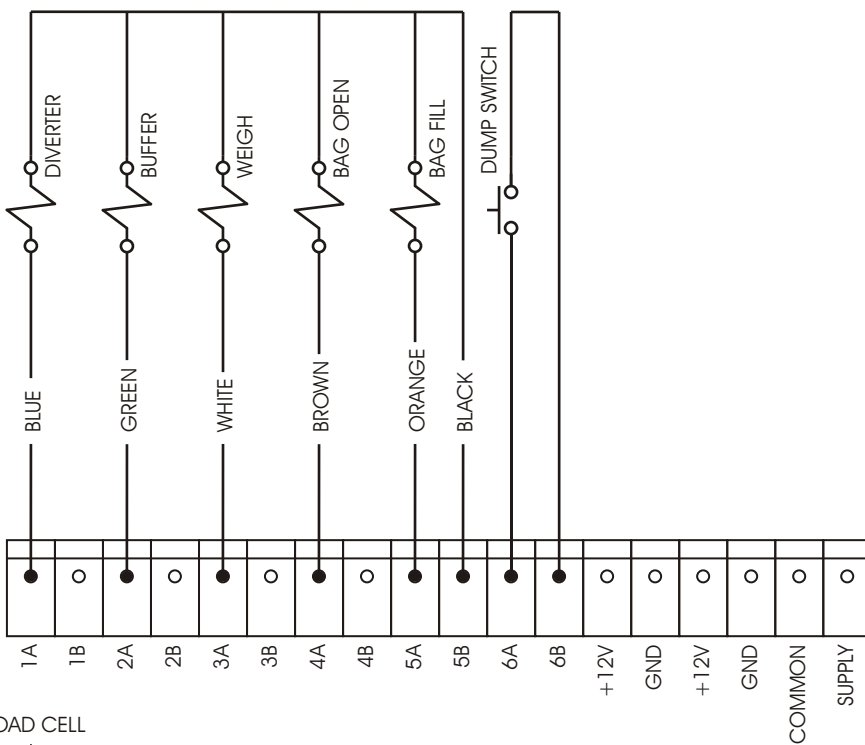 DIVERTER
BUFFER
WEIGH
BAG OPEN
BAG FILL
DUMP SWITCH
BLUE
GREEN
WHITE
BROWN
ORANGE
BLACK
1A
1B
2A
2B
3A
3B
4A
4B
5A
5B
6A
6B
+12V
GND
+12V
GND
COMMON
SUPPLY
CELL